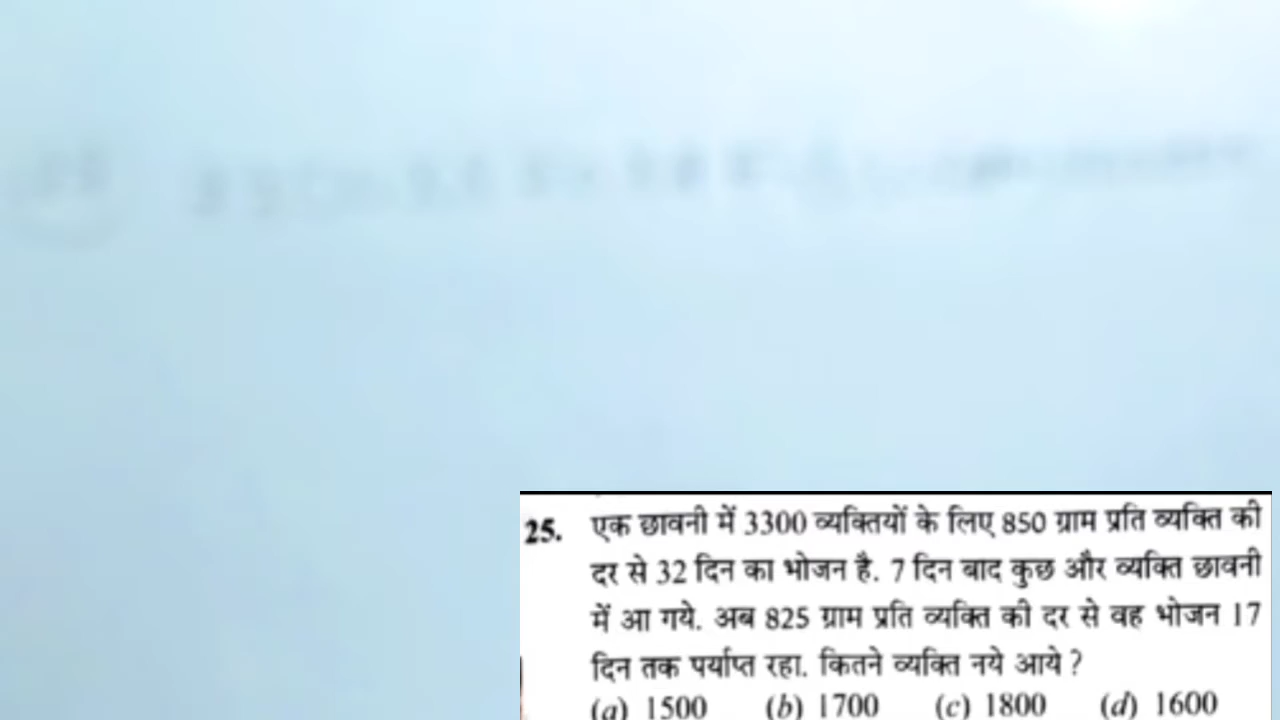 25. एक छावनी में 3300 व्यक्तियों के लिए 850 ग्राम प्रति व्यक्ति की
दर से 32 दिन का भोजन है. 7 दिन बाद कुछ और व्यक्ति छावनी
में आ गये. अब 825 ग्राम प्रति व्यक्ति की दर से वह भोजन 17
दिन तक पर्याप्त रहा. कितने व्यक्ति नये आये ?
(a) 1500 (b) 1700 (c) 1800 (d) 1600